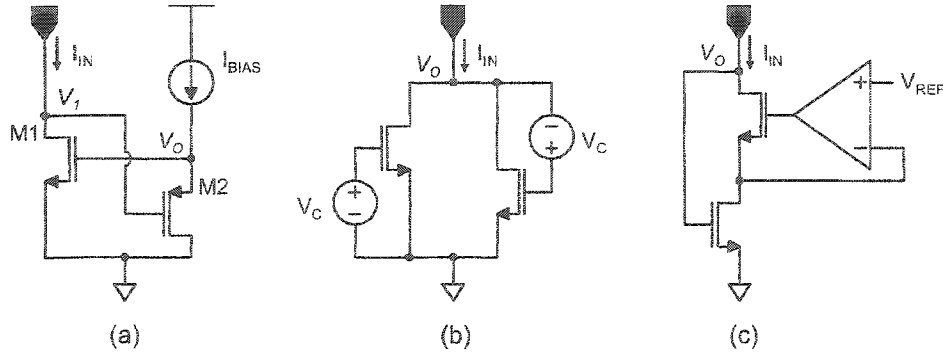 I_IN
I_BIAS
V_1
M1
V_O
M2
(a)
V_O
I_IN
V_C
+
−
−
+
V_C
(b)
V_O
I_IN
+
−
V_REF
(c)